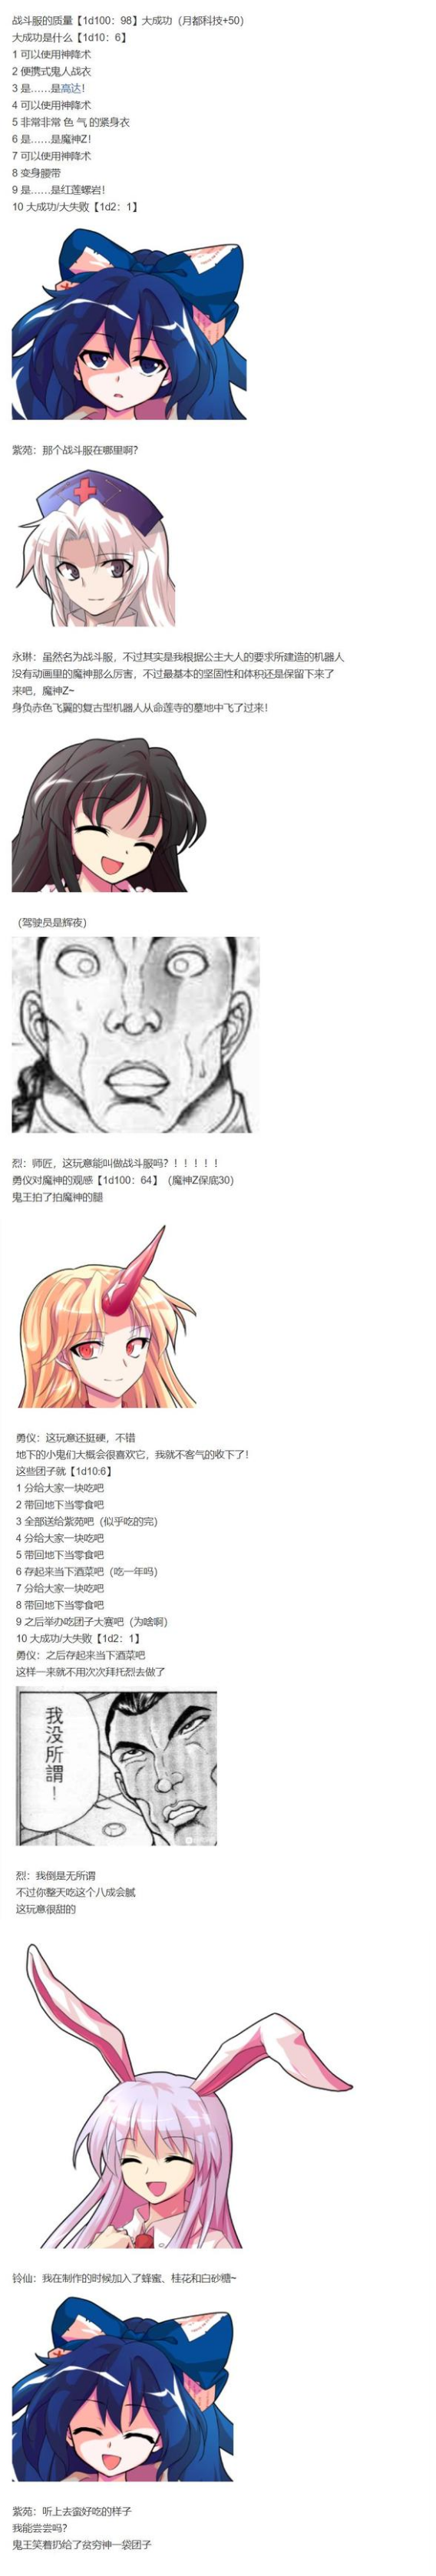 战斗服的质量【1d100：98】大成功（月都科技+50）
大成功是什么【1d10：6】
1 可以使用神降术
2 便携式鬼人战衣
3 是……是高达！
4 可以使用神降术
5 非常非常 色 气 的紧身衣
6 是……是魔神Z！
7 可以使用神降术
8 变身腰带
9 是……是红莲螺岩！
10 大成功/大失败【1d2：1】
紫苑：那个战斗服在哪里啊？
永琳：虽然名为战斗服，不过其实是我根据公主大人的要求所建造的机器人
没有动画里的魔神那么厉害，不过最基本的坚固性和体积还是保留下来了
来吧，魔神Z~
身负赤色飞翼的复古型机器人从命莲寺的墓地中飞了过来！
（驾驶员是辉夜）
烈：师匠，这玩意能叫做战斗服吗？！！！！！
勇仪对魔神的观感【1d100：64】（魔神Z保底30）
鬼王拍了拍魔神的腿
勇仪：这玩意还挺硬，不错
地下的小鬼们大概会很喜欢它，我就不客气的收下了！
这些团子就【1d10:6】
1 分给大家一块吃吧
2 带回地下当零食吧
3 全部送给紫苑吧（似乎吃的完）
4 分给大家一块吃吧
5 带回地下当零食吧
6 存起来当下酒菜吧（吃一年吗）
7 分给大家一块吃吧
8 带回地下当零食吧
9 之后举办吃团子大赛吧（为啥啊）
10 大成功/大失败【1d2：1】
勇仪：之后存起来当下酒菜吧
这样一来就不用次次拜托烈去做了
我没所謂！
烈：我倒是无所谓
不过你整天吃这个八成会腻
这玩意很甜的
铃仙：我在制作的时候加入了蜂蜜、桂花和白砂糖~
紫苑：听上去蛮好吃的样子
我能尝尝吗？
鬼王笑着扔给了贫穷神一袋团子